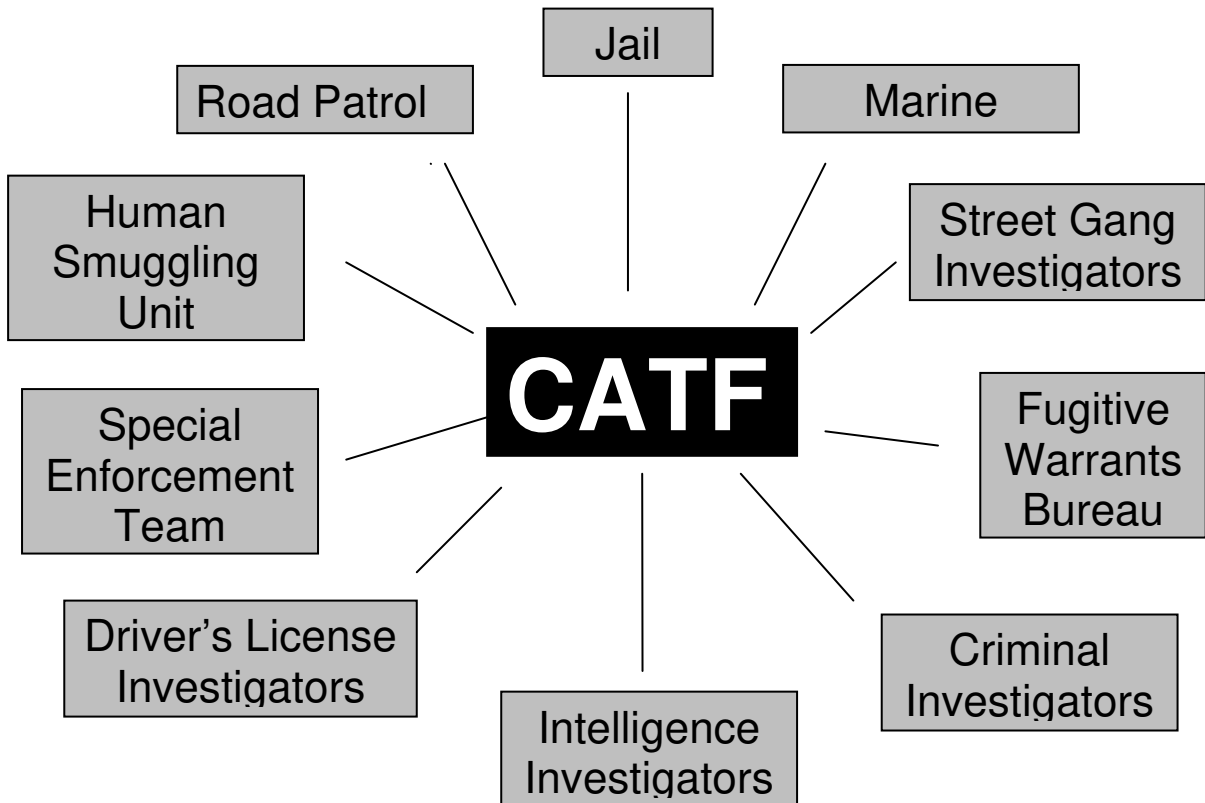 Jail
Road Patrol
Marine
Human
Smuggling
Unit
Street Gang
Investigators
CATF
Special
Enforcement
Team
Fugitive
Warrants
Bureau
Driver’s License
Investigators
Criminal
Investigators
Intelligence
Investigators